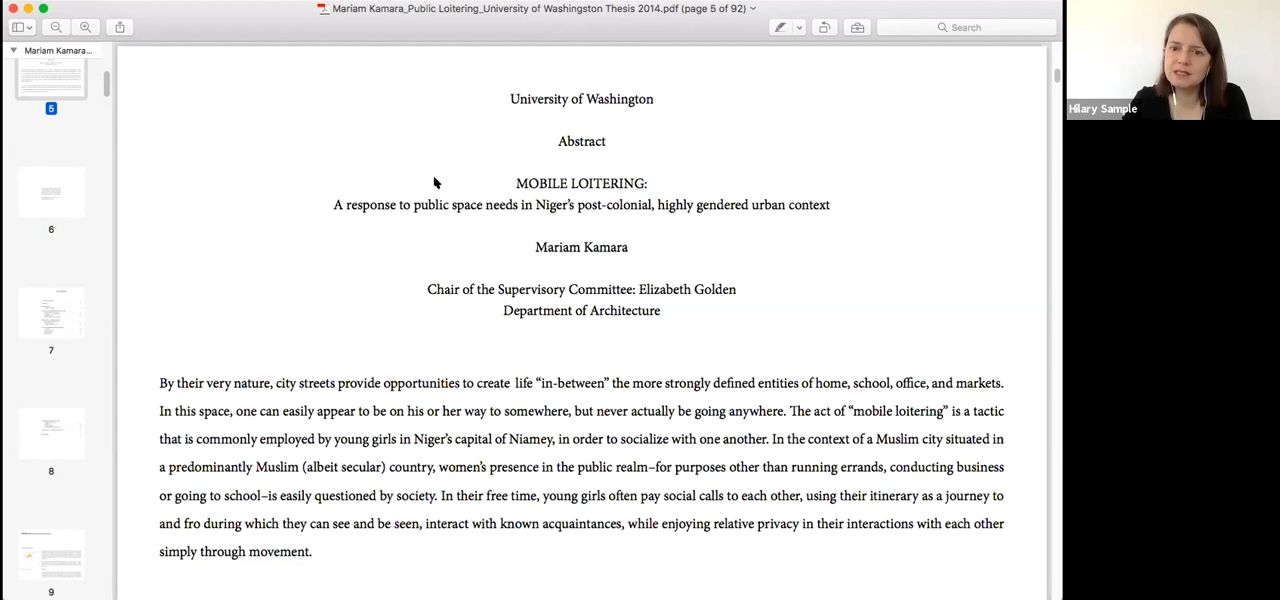 Mariam Kamara_Public Loitering_University of Washingston Thesis 2014.pdf (page 5 of 92)
Search
Mariam Kamara...
5
6
7
8
9
University of Washington
Abstract
MOBILE LOITERING:
A response to public space needs in Niger's post-colonial, highly gendered urban context
Mariam Kamara
Chair of the Supervisory Committee: Elizabeth Golden
Department of Architecture
By their very nature, city streets provide opportunities to create life “in-between” the more strongly defined entities of home, school, office, and markets.
In this space, one can easily appear to be on his or her way to somewhere, but never actually be going anywhere. The act of “mobile loitering” is a tactic
that is commonly employed by young girls in Niger's capital of Niamey, in order to socialize with one another. In the context of a Muslim city situated in
a predominantly Muslim (albeit secular) country, women's presence in the public realm–for purposes other than running errands, conducting business
or going to school–is easily questioned by society. In their free time, young girls often pay social calls to each other, using their itinerary as a journey to
and fro during which they can see and be seen, interact with known acquaintances, while enjoying relative privacy in their interactions with each other
simply through movement.
Hilary Sample